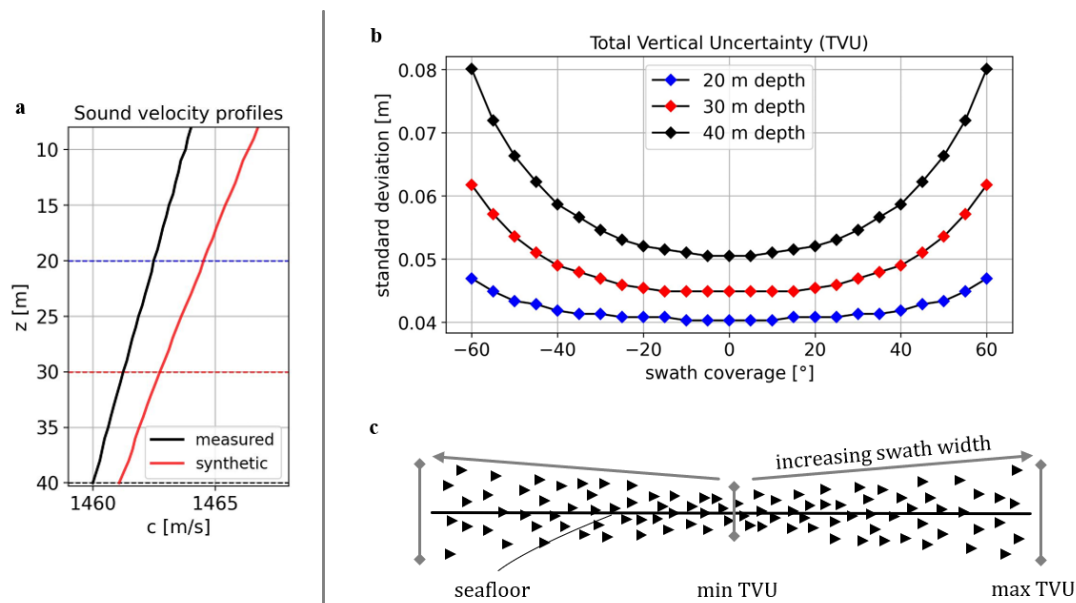 a
Sound velocity profiles
10
15
20
25
30
35
40
z [m]
measured
synthetic
1460
1465
c [m/s]
b
Total Vertical Uncertainty (TVU)
0.08
0.07
0.06
0.05
0.04
standard deviation [m]
20 m depth
30 m depth
40 m depth
−60
−40
−20
0
20
40
60
swath coverage [°]
c
increasing swath width
seafloor
min TVU
max TVU